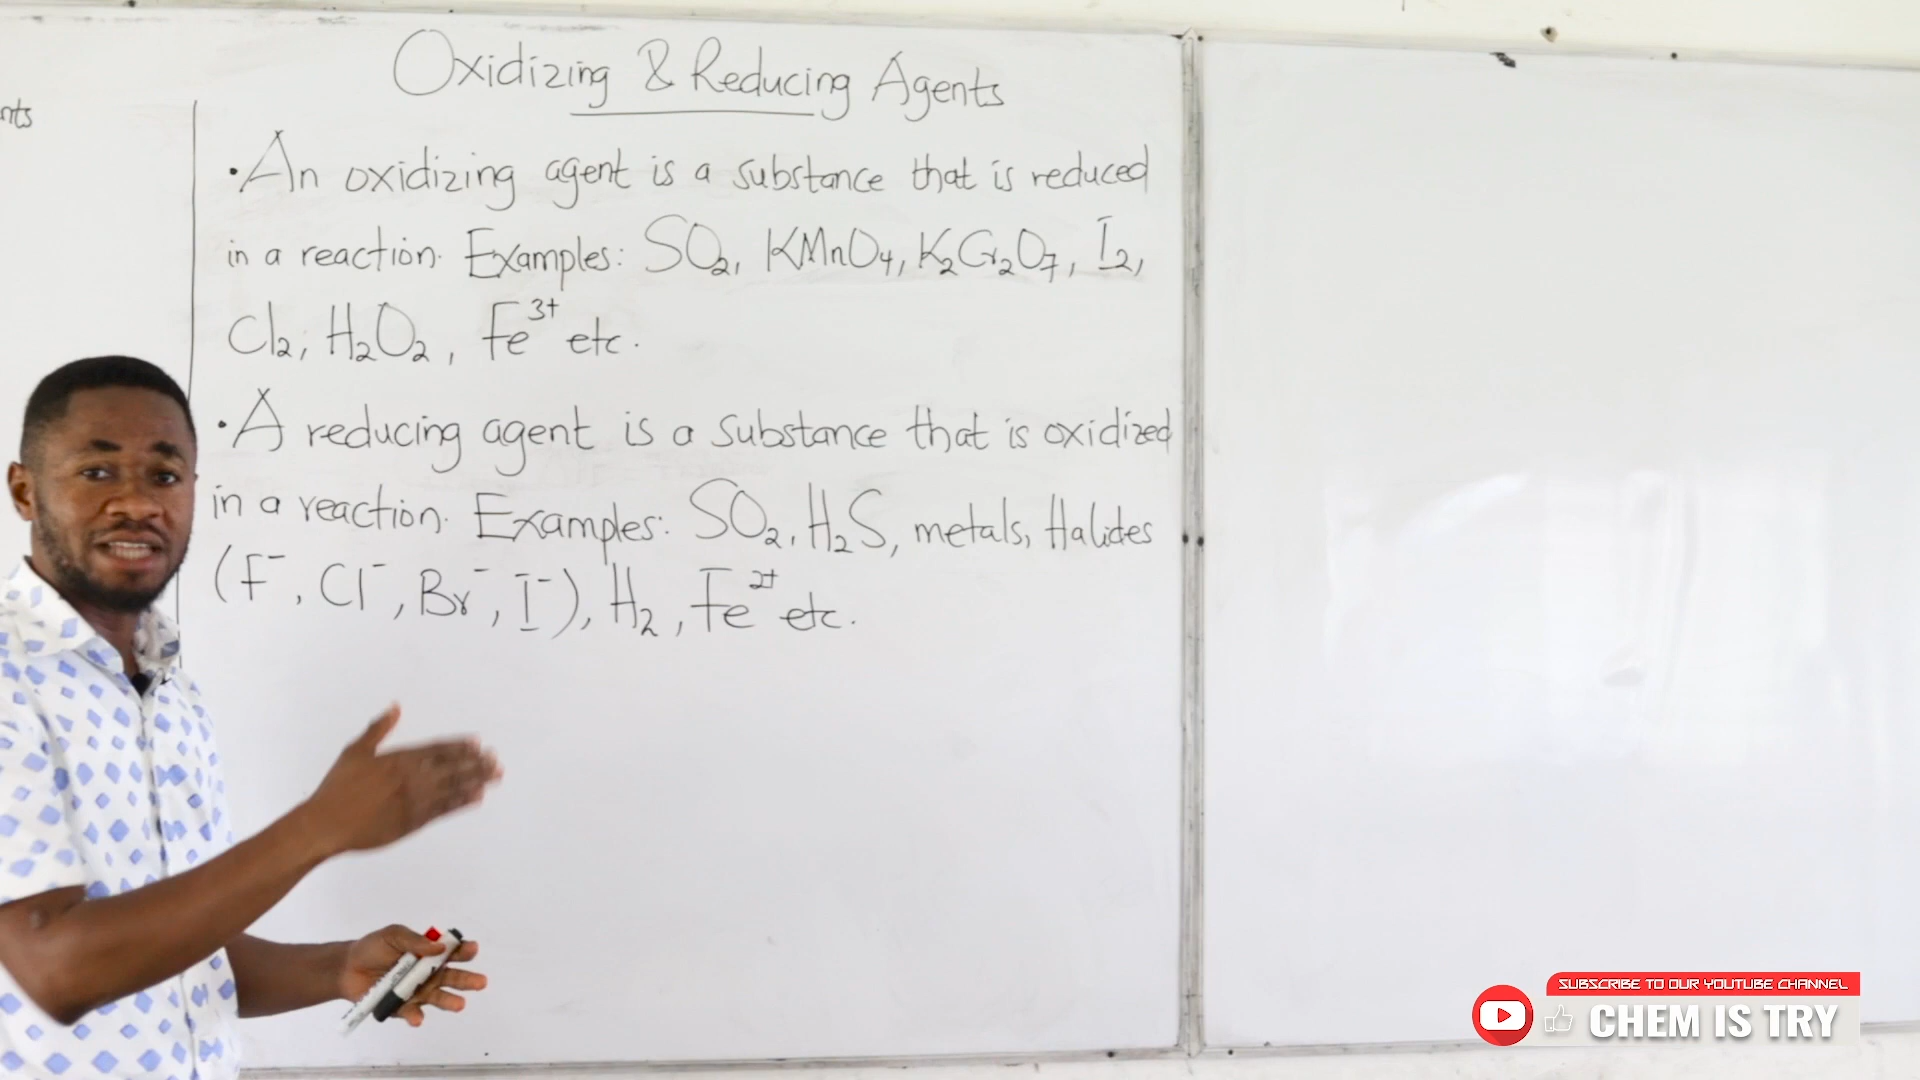 Oxidizing & Reducing Agents
nts
·An oxidizing agent is a substance that is reduced
in a reaction. Examples: SO₂, KMnO₄, K₂Cr₂O₇, I₂,
Cl₂, H₂O₂, Fe³⁺ etc.
·A reducing agent is a substance that is oxidized
in a reaction. Examples: SO₂, H₂S, metals, Halides
(F⁻, Cl⁻, Br⁻, I⁻), H₂, Fe²⁺ etc.
SUBSCRIBE TO OUR YOUTUBE CHANNEL
CHEM IS TRY